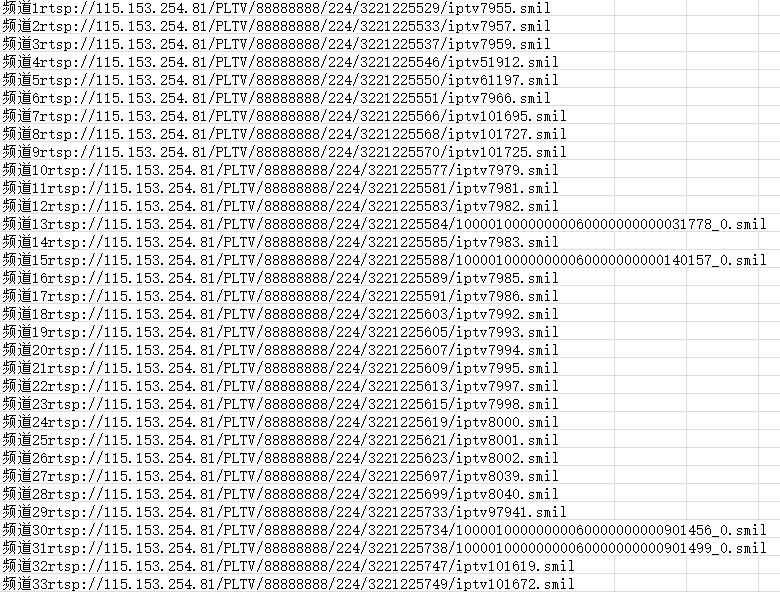 频道1rtsp://115.153.254.81/PLTV/88888888/224/3221225529/iptv7955.smil
频道2rtsp://115.153.254.81/PLTV/88888888/224/3221225533/iptv7957.smil
频道3rtsp://115.153.254.81/PLTV/88888888/224/3221225537/iptv7959.smil
频道4rtsp://115.153.254.81/PLTV/88888888/224/3221225546/iptv51912.smil
频道5rtsp://115.153.254.81/PLTV/88888888/224/3221225550/iptv61197.smil
频道6rtsp://115.153.254.81/PLTV/88888888/224/3221225551/iptv7966.smil
频道7rtsp://115.153.254.81/PLTV/88888888/224/3221225566/iptv101695.smil
频道8rtsp://115.153.254.81/PLTV/88888888/224/3221225568/iptv101727.smil
频道9rtsp://115.153.254.81/PLTV/88888888/224/3221225570/iptv101725.smil
频道10rtsp://115.153.254.81/PLTV/88888888/224/3221225577/iptv7979.smil
频道11rtsp://115.153.254.81/PLTV/88888888/224/3221225581/iptv7981.smil
频道12rtsp://115.153.254.81/PLTV/88888888/224/3221225583/iptv7982.smil
频道13rtsp://115.153.254.81/PLTV/88888888/224/3221225584/10000100000000060000000000031778_0.smil
频道14rtsp://115.153.254.81/PLTV/88888888/224/3221225585/iptv7983.smil
频道15rtsp://115.153.254.81/PLTV/88888888/224/3221225588/10000100000000060000000000140157_0.smil
频道16rtsp://115.153.254.81/PLTV/88888888/224/3221225589/iptv7985.smil
频道17rtsp://115.153.254.81/PLTV/88888888/224/3221225591/iptv7986.smil
频道18rtsp://115.153.254.81/PLTV/88888888/224/3221225603/iptv7992.smil
频道19rtsp://115.153.254.81/PLTV/88888888/224/3221225605/iptv7993.smil
频道20rtsp://115.153.254.81/PLTV/88888888/224/3221225607/iptv7994.smil
频道21rtsp://115.153.254.81/PLTV/88888888/224/3221225609/iptv7995.smil
频道22rtsp://115.153.254.81/PLTV/88888888/224/3221225613/iptv7997.smil
频道23rtsp://115.153.254.81/PLTV/88888888/224/3221225615/iptv7998.smil
频道24rtsp://115.153.254.81/PLTV/88888888/224/3221225619/iptv8000.smil
频道25rtsp://115.153.254.81/PLTV/88888888/224/3221225621/iptv8001.smil
频道26rtsp://115.153.254.81/PLTV/88888888/224/3221225623/iptv8002.smil
频道27rtsp://115.153.254.81/PLTV/88888888/224/3221225697/iptv8039.smil
频道28rtsp://115.153.254.81/PLTV/88888888/224/3221225699/iptv8040.smil
频道29rtsp://115.153.254.81/PLTV/88888888/224/3221225733/iptv97941.smil
频道30rtsp://115.153.254.81/PLTV/88888888/224/3221225734/10000100000000060000000000901456_0.smil
频道31rtsp://115.153.254.81/PLTV/88888888/224/3221225738/10000100000000060000000000901499_0.smil
频道32rtsp://115.153.254.81/PLTV/88888888/224/3221225747/iptv101619.smil
频道33rtsp://115.153.254.81/PLTV/88888888/224/3221225749/iptv101672.smil